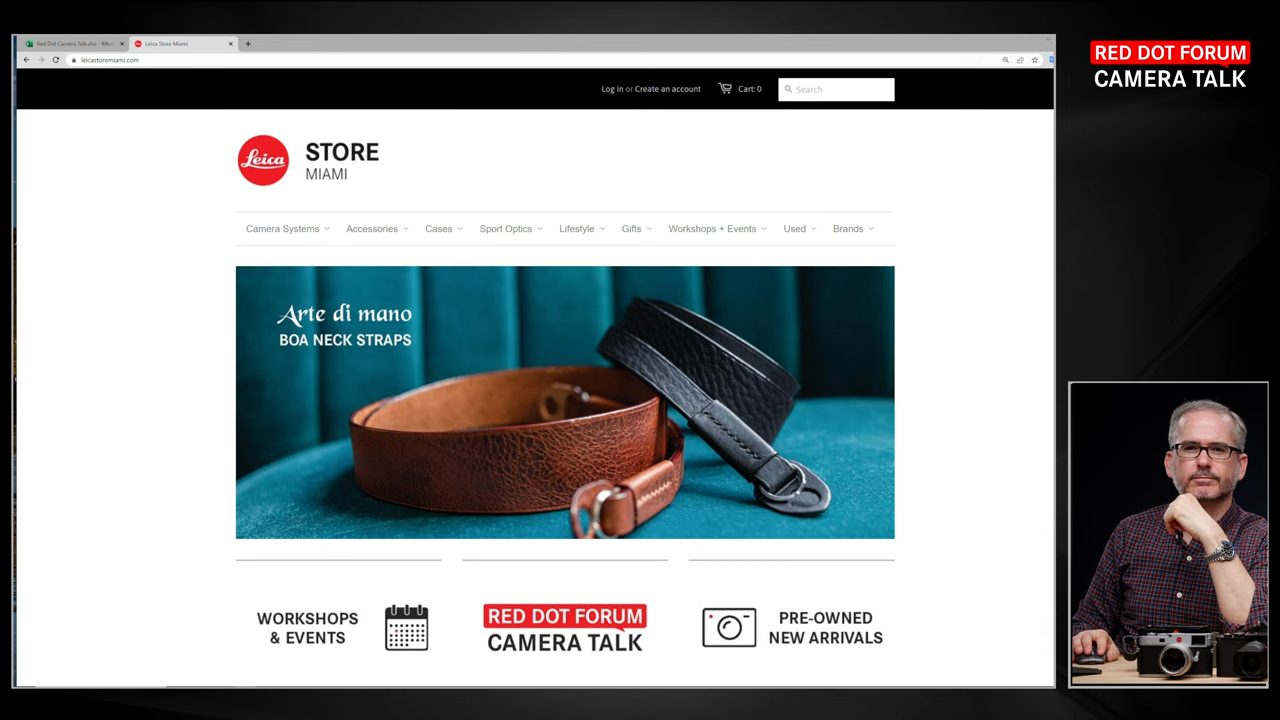 Red Dot Camera Talk.xlsx - Micro
Leica Store Miami
leicastoremiami.com
RED DOT FORUM
CAMERA TALK
Log in or Create an account
Cart: 0
Search
Leica
STORE
MIAMI
Camera Systems
Accessories
Cases
Sport Optics
Lifestyle
Gifts
Workshops + Events
Used
Brands
Arte di mano
BOA NECK STRAPS
WORKSHOPS
& EVENTS
RED DOT FORUM
CAMERA TALK
PRE-OWNED
NEW ARRIVALS